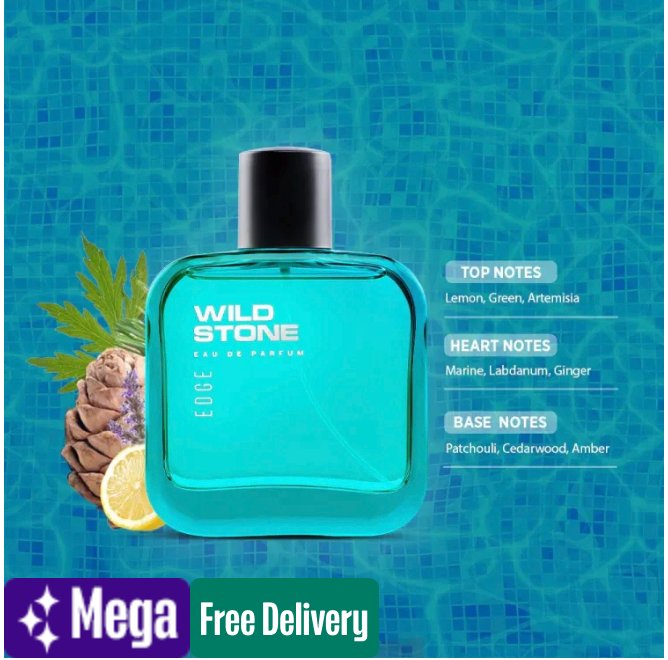 WILD
STONE
EAU DE PARFUM
EDGE
TOP NOTES
Lemon, Green, Artemisia
HEART NOTES
Marine, Labdanum, Ginger
BASE NOTES
Patchouli, Cedarwood, Amber
Mega
Free Delivery